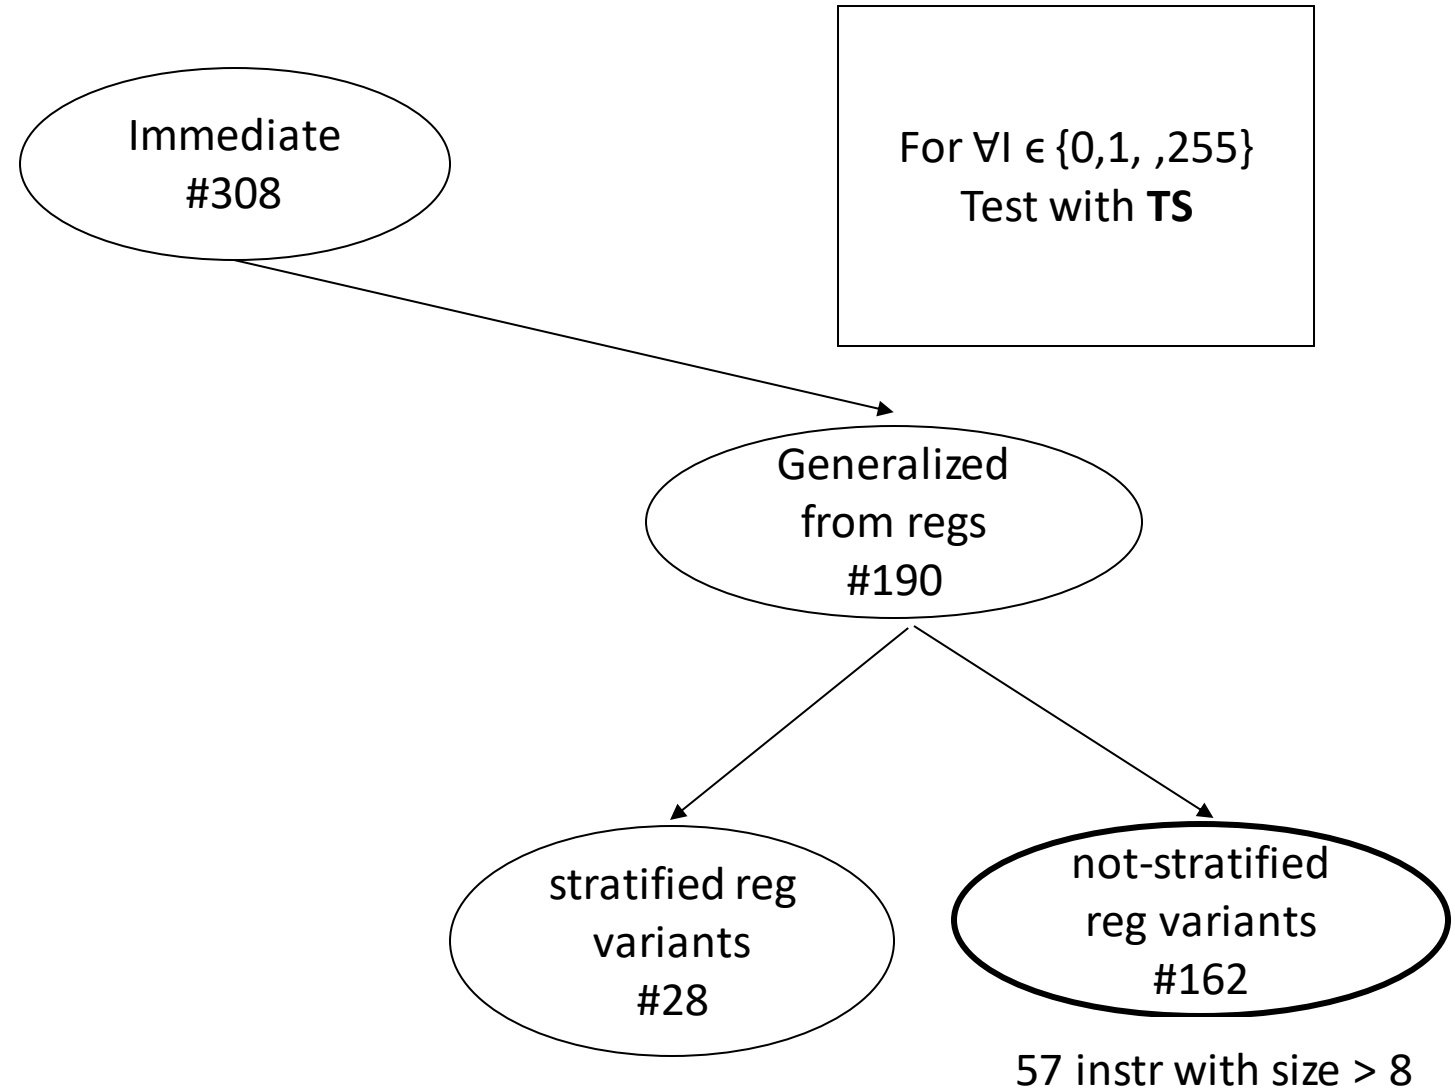 Immediate
#308
For ∀I ϵ {0,1, ,255}
Test with TS
Generalized
from regs
#190
stratified reg
variants
#28
not-stratified
reg variants
#162
57 instr with size > 8